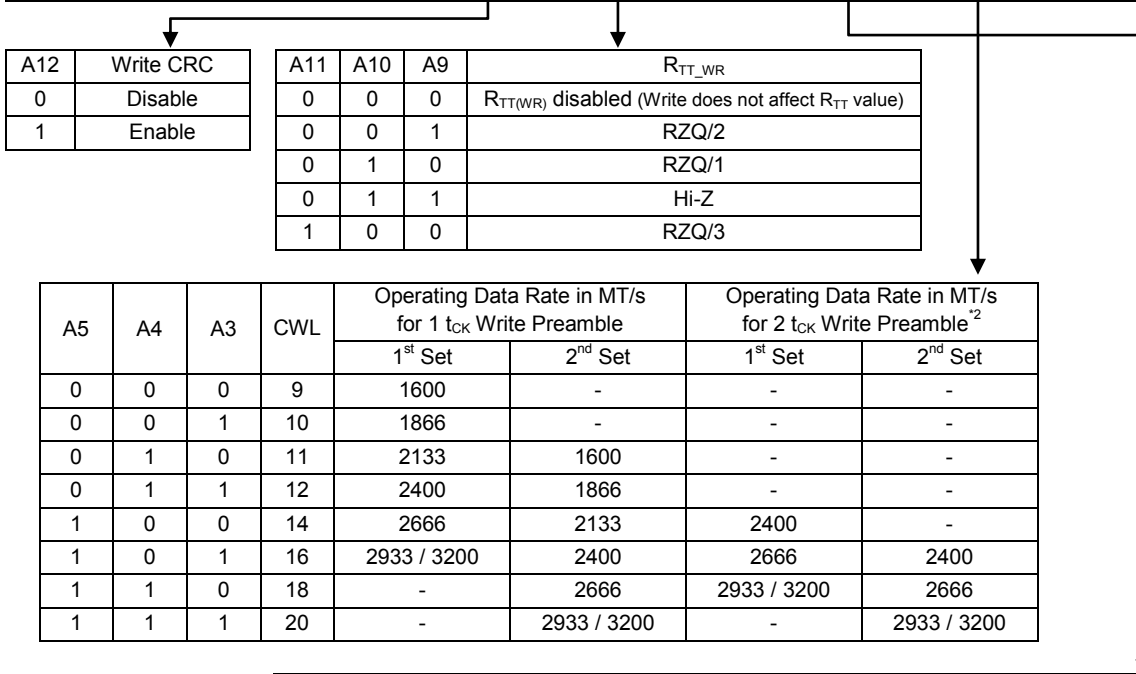 A12 Write CRC
0 Disable
1 Enable
A11 A10 A9 RTT_WR
0 0 0 RTT(WR) disabled (Write does not affect RTT value)
0 0 1 RZQ/2
0 1 0 RZQ/1
0 1 1 Hi-Z
1 0 0 RZQ/3
A5 A4 A3 CWL Operating Data Rate in MT/s for 1 tCK Write Preamble Operating Data Rate in MT/s for 2 tCK Write Preamble*2
1st Set 2nd Set 1st Set 2nd Set
0 0 0 9 1600 - - -
0 0 1 10 1866 - - -
0 1 0 11 2133 1600 - -
0 1 1 12 2400 1866 - -
1 0 0 14 2666 2133 2400 -
1 0 1 16 2933 / 3200 2400 2666 2400
1 1 0 18 - 2666 2933 / 3200 2666
1 1 1 20 - 2933 / 3200 - 2933 / 3200